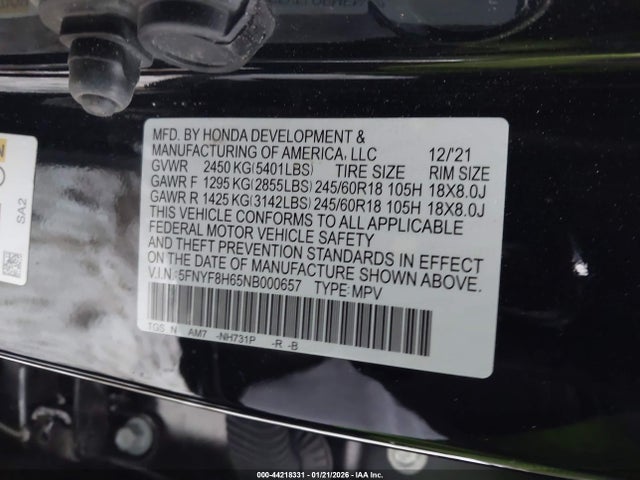 MFD. BY HONDA DEVELOPMENT &
MANUFACTURING OF AMERICA, LLC 12/'21
GVWR 2450 KG(5401LBS) TIRE SIZE RIM SIZE
GAWR F 1295 KG(2855LBS) 245/60R18 105H 18X8.0J
GAWR R 1425 KG(3142LBS) 245/60R18 105H 18X8.0J
THIS VEHICLE CONFORMS TO ALL APPLICABLE
FEDERAL MOTOR VEHICLE SAFETY
AND THEFT PREVENTION STANDARDS IN EFFECT
ON THE DATE OF MANUFACTURE SHOWN ABOVE.
V.I.N.:5FNYF8H65NB000657 TYPE:MPV
TGS N AM7 -NH731P -R -B
SA2
000-44218331 - 01/21/2026 - IAA Inc.